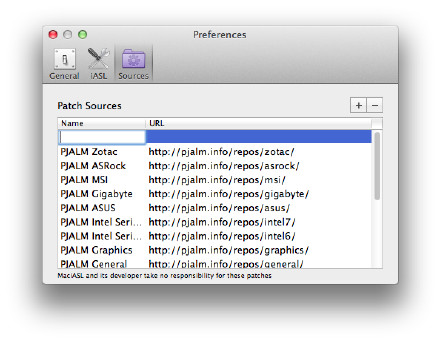 Preferences
General IASL Sources
Patch Sources + −
Name URL
PJALM Zotac http://pjalm.info/repos/zotac/
PJALM ASRock http://pjalm.info/repos/asrock/
PJALM MSI http://pjalm.info/repos/msi/
PJALM Gigabyte http://pjalm.info/repos/gigabyte/
PJALM ASUS http://pjalm.info/repos/asus/
PJALM Intel Seri... http://pjalm.info/repos/intel7/
PJALM Intel Seri... http://pjalm.info/repos/intel6/
PJALM Graphics http://pjalm.info/repos/graphics/
PJALM General http://pjalm.info/repos/general/
MaciASL and its developer take no responsibility for these patches